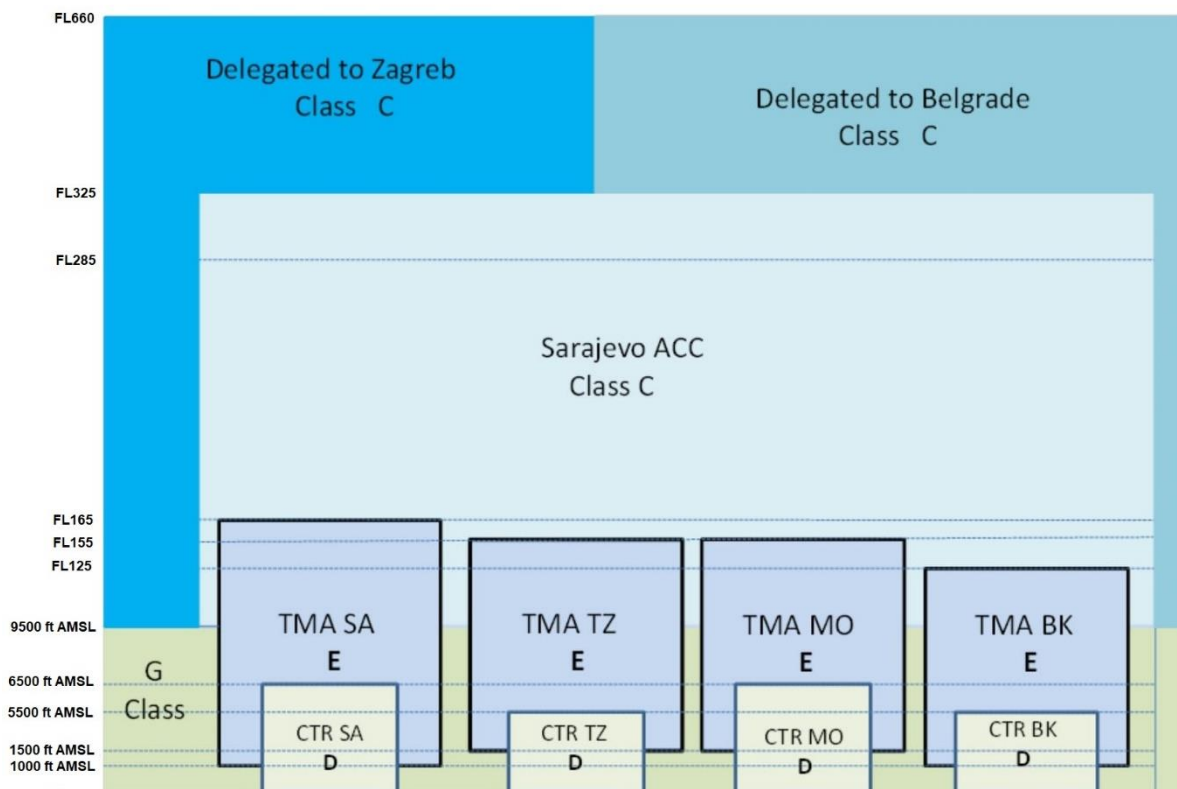 FL660
Delegated to Zagreb
Class C
Delegated to Belgrade
Class C
FL325
FL285
Sarajevo ACC
Class C
FL165
FL155
FL125
9500 ft AMSL
TMA SA
E
TMA TZ
E
TMA MO
E
TMA BK
E
G
Class
6500 ft AMSL
5500 ft AMSL
1500 ft AMSL
1000 ft AMSL
CTR SA
D
CTR TZ
D
CTR MO
D
CTR BK
D